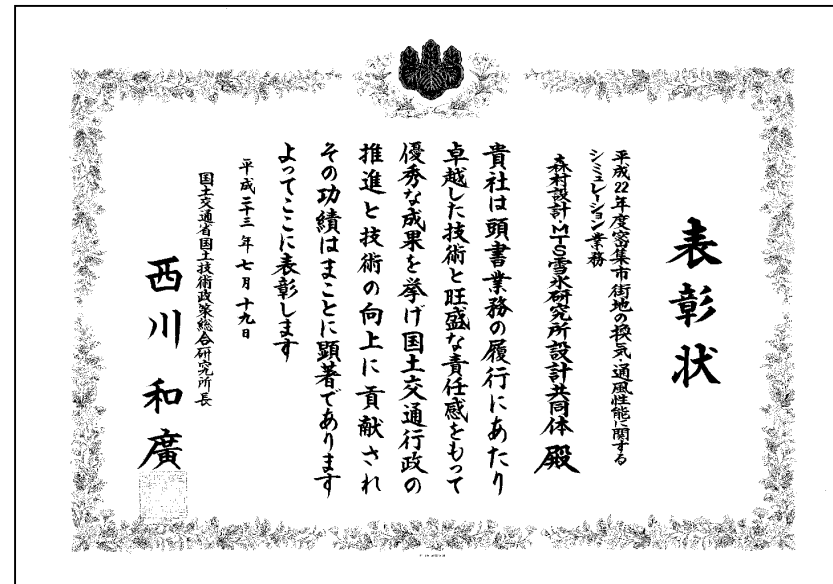 表彰状
平成22年度密集市街地の換気・通風性能に関する
シミュレーション業務
森村設計・MTS雪氷研究所設計共同体 殿
貴社は頭書業務の履行にあたり
卓越した技術と旺盛な責任感をもって
優秀な成果を挙げ国土交通行政の
推進と技術の向上に貢献され
その功績はまことに顕著であります
よってここに表彰します
平成二十三年七月十九日
国土交通省国土技術政策総合研究所長
西川和廣